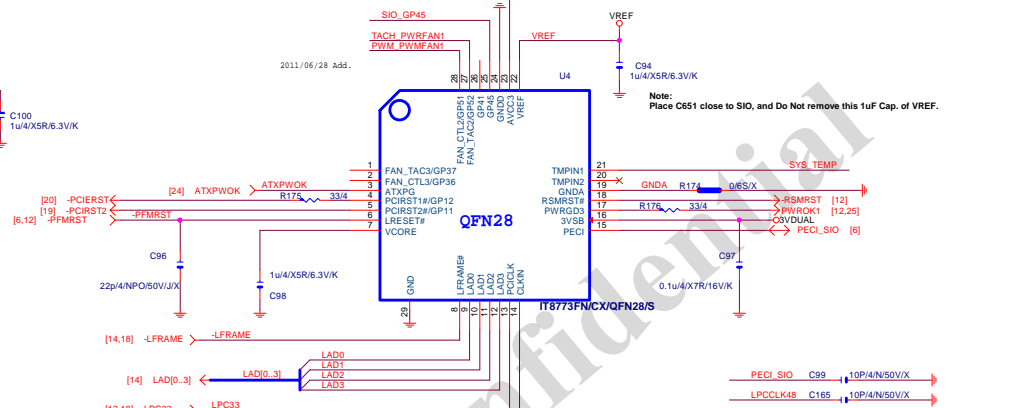 SIO_GP45
VREF
TACH_PWRFAN1
PWM_PWMFAN1
VREF
2011/06/28 Add.
C94
1u/4/X5R/6.3V/K
U4
Note:
Place C651 close to SIO, and Do Not remove this 1uF Cap. of VREF.
C100
1u/4/X5R/6.3V/K
28 27 26 25 24 23 22
FAN_CTL2/GP51
FAN_TAC2/GP52
GP41
GP45
GNDD
AVCC3
VREF
1 FAN_TAC3/GP37
2 FAN_CTL3/GP36
[24] ATXPWOK ATXPWOK 3 ATXPG
[20] -PCIERST R175 33/4 4 PCIRST1#/GP12
[19] -PCIRST2 5 PCIRST2#/GP11
[6,12] -PFMRST -PFMRST 6 LRESET#
7 VCORE
QFN28
TMPIN1 21 SYS_TEMP
TMPIN2 20
GNDA 19 GNDA R174 0/6S/X
RSMRST# 18 -RSMRST [12]
PWRGD3 17 R176 33/4 PWROK1 [12,25]
3VSB 16 3VDUAL
PECI 15 PECI_SIO [6]
C96
22p/4/NPO/50V/J/X
1u/4/X5R/6.3V/K
C98
C97
0.1u/4/X7R/16V/K
GND
LFRAME#
LAD0
LAD1
LAD2
LAD3
PCICLK
CLKIN
29 8 9 10 11 12 13 14
IT8773FN/CX/QFN28/S
[14,18] -LFRAME -LFRAME
LAD0
LAD1
[14] LAD[0..3] LAD[0..3] LAD2
LAD3
PECI_SIO C99 10P/4/N/50V/X
LPCCLK48 C165 10P/4/N/50V/X
LPC33
nfidential